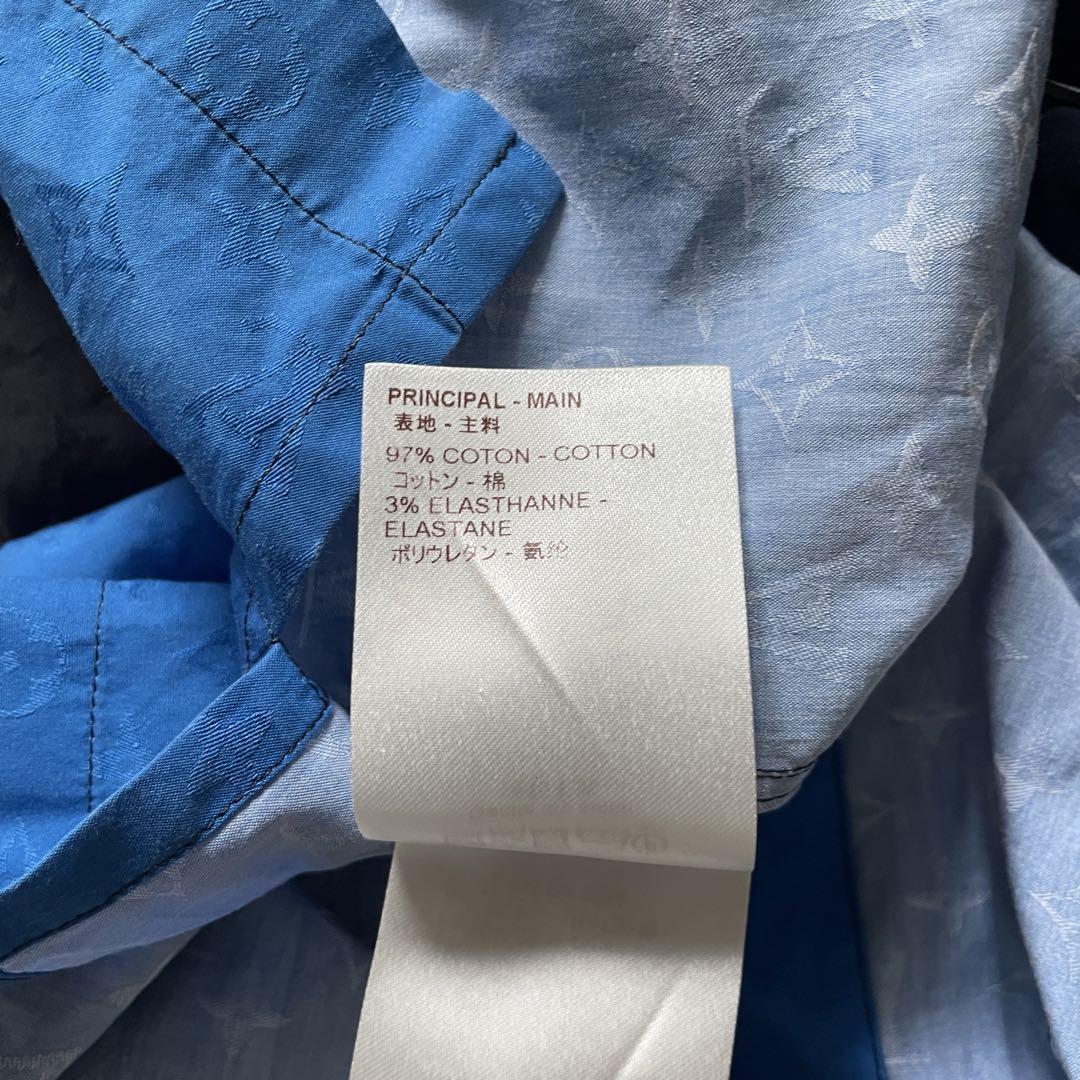 PRINCIPAL - MAIN
表地 - 主料
97% COTON - COTTON
コットン - 棉
3% ELASTHANNE -
ELASTANE
ポリウレタン - 氨纶